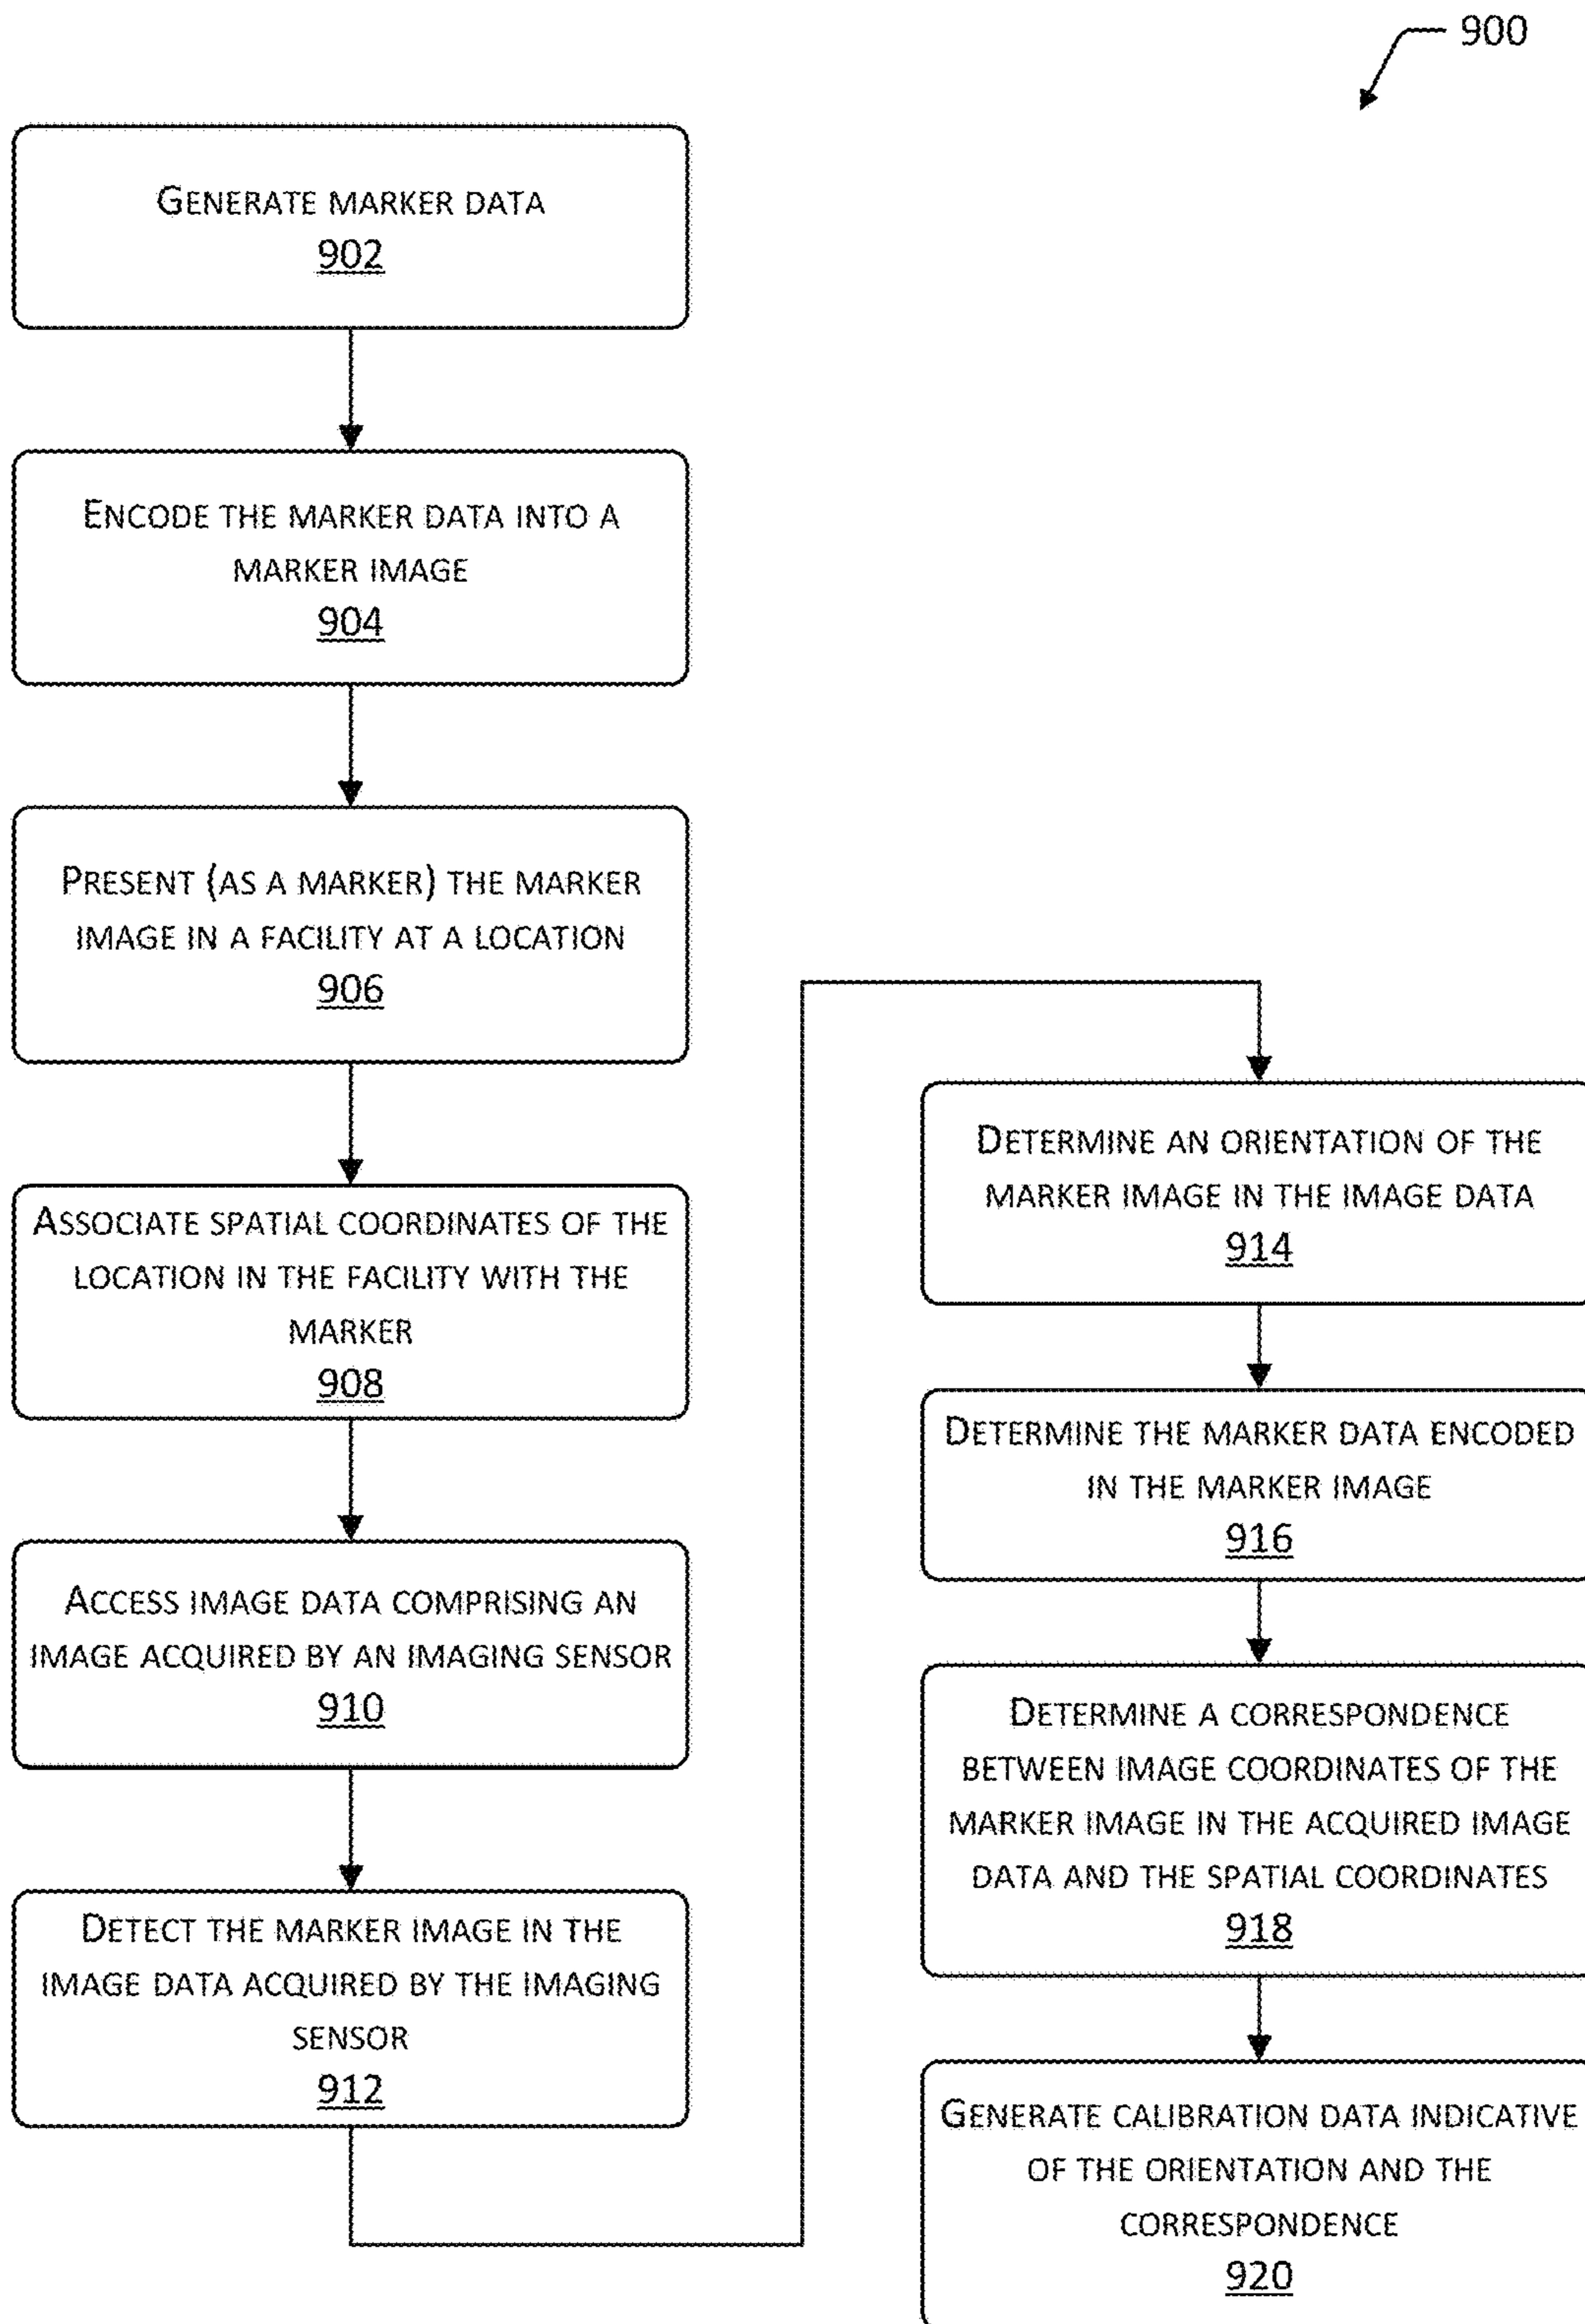 900
GENERATE MARKER DATA
902
ENCODE THE MARKER DATA INTO A
MARKER IMAGE
904
PRESENT (AS A MARKER) THE MARKER
IMAGE IN A FACILITY AT A LOCATION
906
ASSOCIATE SPATIAL COORDINATES OF THE
LOCATION IN THE FACILITY WITH THE
MARKER
908
ACCESS IMAGE DATA COMPRISING AN
IMAGE ACQUIRED BY AN IMAGING SENSOR
910
DETECT THE MARKER IMAGE IN THE
IMAGE DATA ACQUIRED BY THE IMAGING
SENSOR
912
DETERMINE AN ORIENTATION OF THE
MARKER IMAGE IN THE IMAGE DATA
914
DETERMINE THE MARKER DATA ENCODED
IN THE MARKER IMAGE
916
DETERMINE A CORRESPONDENCE
BETWEEN IMAGE COORDINATES OF THE
MARKER IMAGE IN THE ACQUIRED IMAGE
DATA AND THE SPATIAL COORDINATES
918
GENERATE CALIBRATION DATA INDICATIVE
OF THE ORIENTATION AND THE
CORRESPONDENCE
920